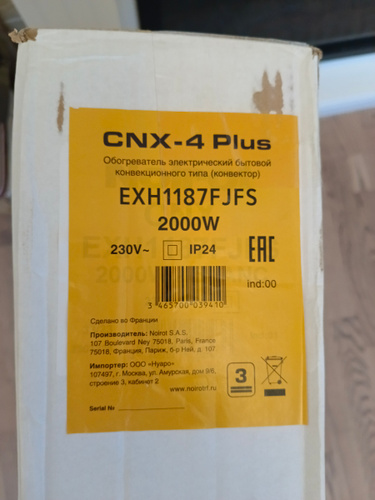 CNX-4 Plus
Обогреватель электрический бытовой
конвекционного типа (конвектор)
EXH1187FJFS
2000W
230V~ IP24 EAC
ind:00
3 465700 039410
Сделано во Франции
Производитель: Noirot S.A.S.
107 Boulevard Ney 75018, Paris, France
75018, Франция, Париж, б-р Ней, д. 107
Импортер: ООО «Нуаро»
107497, г. Москва, ул. Амурская, дом 9/6,
строение 3, кабинет 2
www.noirot.ru
3
Serial №